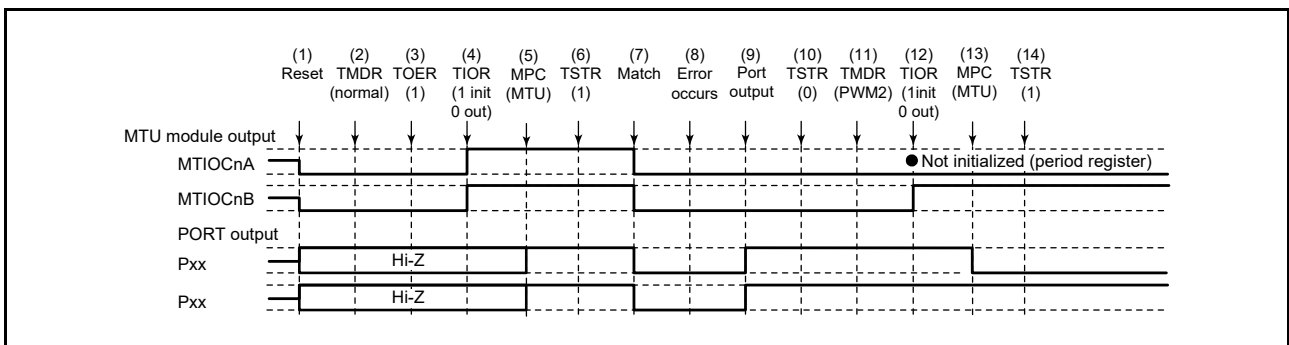 (1) (2) (3) (4) (5) (6) (7) (8) (9) (10) (11) (12) (13) (14)
Reset TMDR TOER TIOR MPC TSTR Match Error Port TSTR TMDR TIOR MPC TSTR
(normal) (1) (1 init (MTU) (1) occurs output (0) (PWM2) (1init (MTU) (1)
0 out) 0 out)
MTU module output
MTIOCnA ● Not initialized (period register)
MTIOCnB
PORT output
Pxx Hi-Z
Pxx Hi-Z